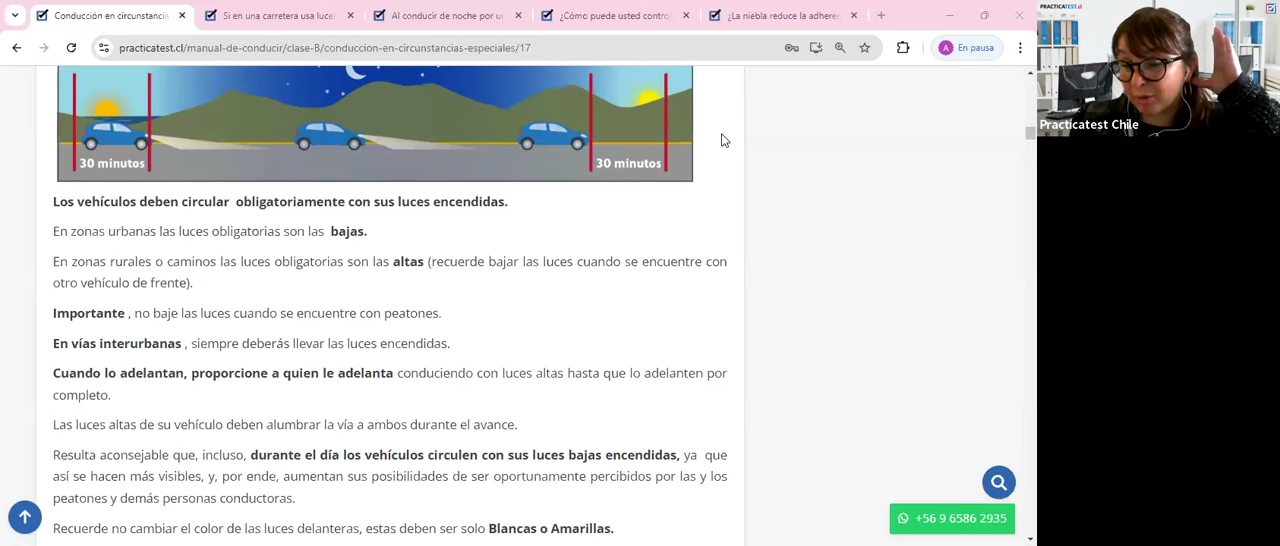 Conducción en circunstancia
Si en una carretera usa luces
Al conducir de noche por un
¿Cómo puede usted control
¿La niebla reduce la adheren
practicatest.cl/manual-de-conducir/clase-B/conduccion-en-circunstancias-especiales/17
A En pausa
PRACTICATEST.cl
Practicatest Chile
30 minutos
30 minutos
Los vehículos deben circular obligatoriamente con sus luces encendidas.
En zonas urbanas las luces obligatorias son las bajas.
En zonas rurales o caminos las luces obligatorias son las altas (recuerde bajar las luces cuando se encuentre con
otro vehículo de frente).
Importante , no baje las luces cuando se encuentre con peatones.
En vías interurbanas , siempre deberás llevar las luces encendidas.
Cuando lo adelantan, proporcione a quien le adelanta conduciendo con luces altas hasta que lo adelanten por
completo.
Las luces altas de su vehículo deben alumbrar la vía a ambos durante el avance.
Resulta aconsejable que, incluso, durante el día los vehículos circulen con sus luces bajas encendidas, ya que
así se hacen más visibles, y, por ende, aumentan sus posibilidades de ser oportunamente percibidos por las y los
peatones y demás personas conductoras.
Recuerde no cambiar el color de las luces delanteras, estas deben ser solo Blancas o Amarillas.
+56 9 6586 2935